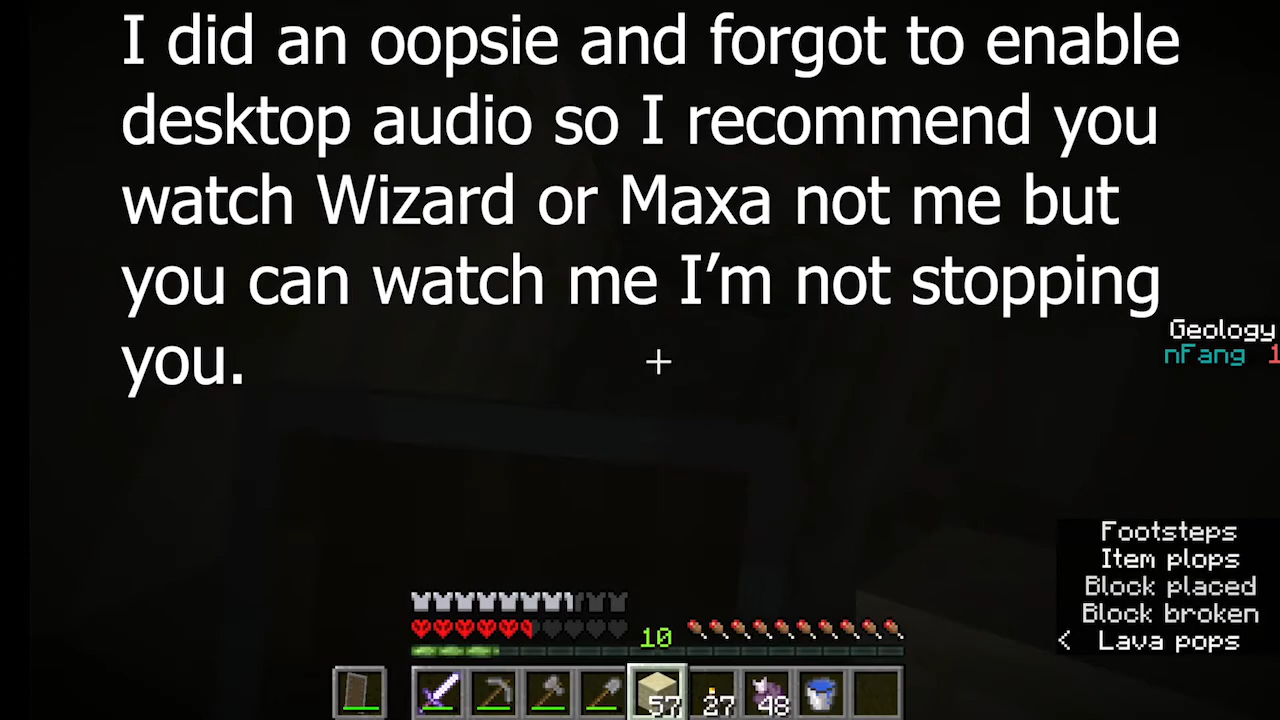 I did an oopsie and forgot to enable
desktop audio so I recommend you
watch Wizard or Maxa not me but
you can watch me I’m not stopping
you.
Geology
nFang 1
Footsteps
Item plops
Block placed
Block broken
< Lava pops
10
57 27 48